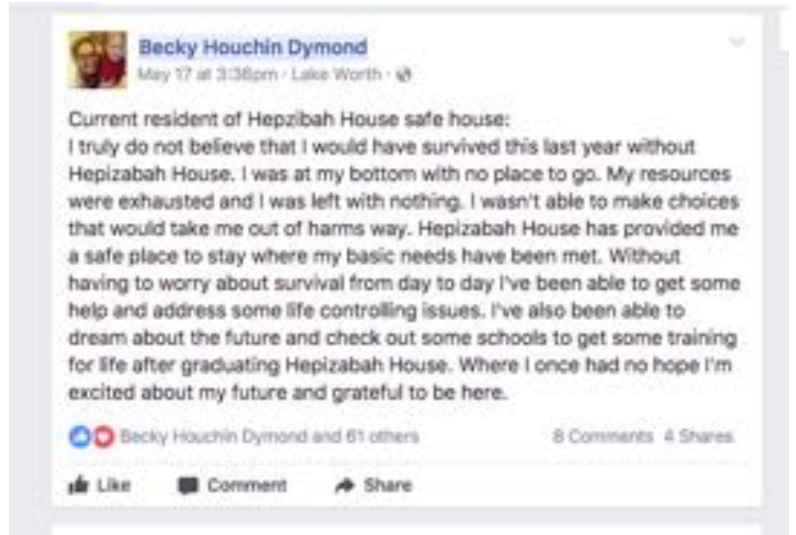 Becky Houchin Dymond
May 17 at 3:36pm · Lake Worth ·
Current resident of Hepzibah House safe house:
I truly do not believe that I would have survived this last year without
Hepizabah House. I was at my bottom with no place to go. My resources
were exhausted and I was left with nothing. I wasn't able to make choices
that would take me out of harms way. Hepizabah House has provided me
a safe place to stay where my basic needs have been met. Without
having to worry about survival from day to day I've been able to get some
help and address some life controlling issues. I've also been able to
dream about the future and check out some schools to get some training
for life after graduating Hepizabah House. Where I once had no hope I'm
excited about my future and grateful to be here.
Becky Houchin Dymond and 61 others 8 Comments 4 Shares
Like Comment Share